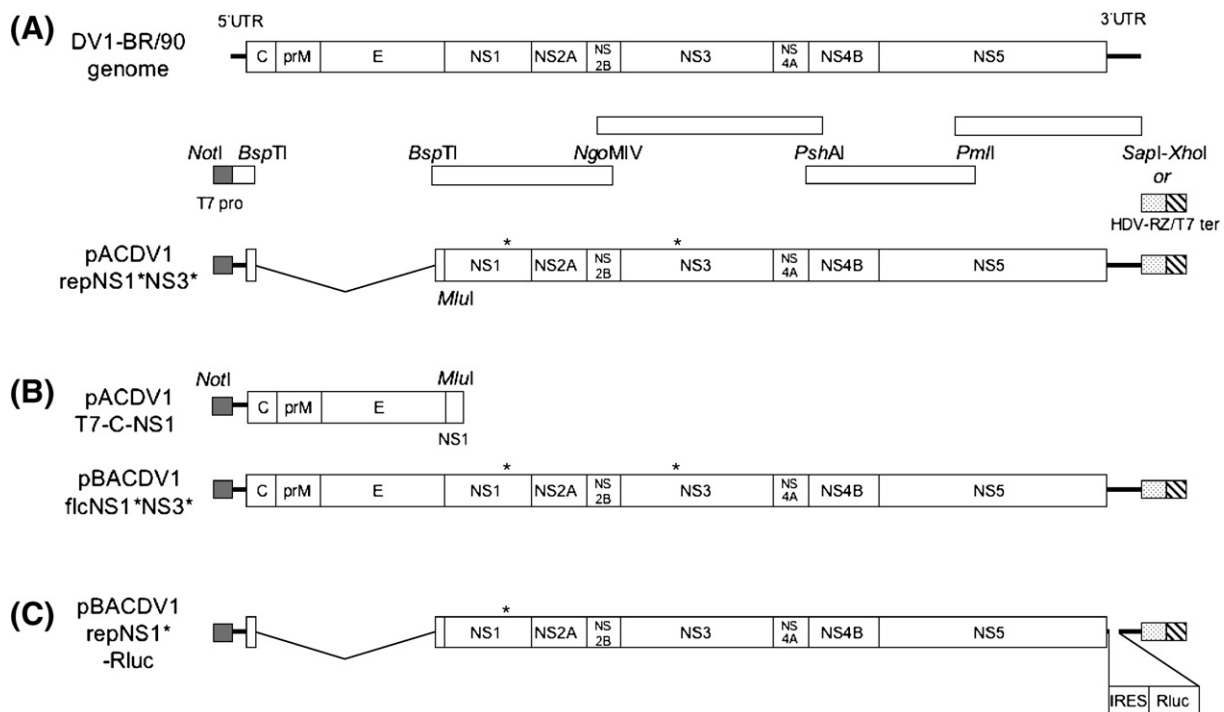 (A)
5'UTR
3'UTR
DV1-BR/90
genome
C prM E NS1 NS2A NS
2B NS3 NS
4A NS4B NS5
NotI BspTI BspTI NgoMIV PshAI PmlI SapI-XhoI
or
T7 pro
HDV-RZ/T7 ter
pACDV1
repNS1*NS3*
* *
NS1 NS2A NS
2B NS3 NS
4A NS4B NS5
MluI
(B)
NotI MluI
pACDV1
T7-C-NS1
C prM E
NS1
pBACDV1
flcNS1*NS3*
* *
C prM E NS1 NS2A NS
2B NS3 NS
4A NS4B NS5
(C)
pBACDV1
repNS1*
-Rluc
*
NS1 NS2A NS
2B NS3 NS
4A NS4B NS5
IRES Rluc